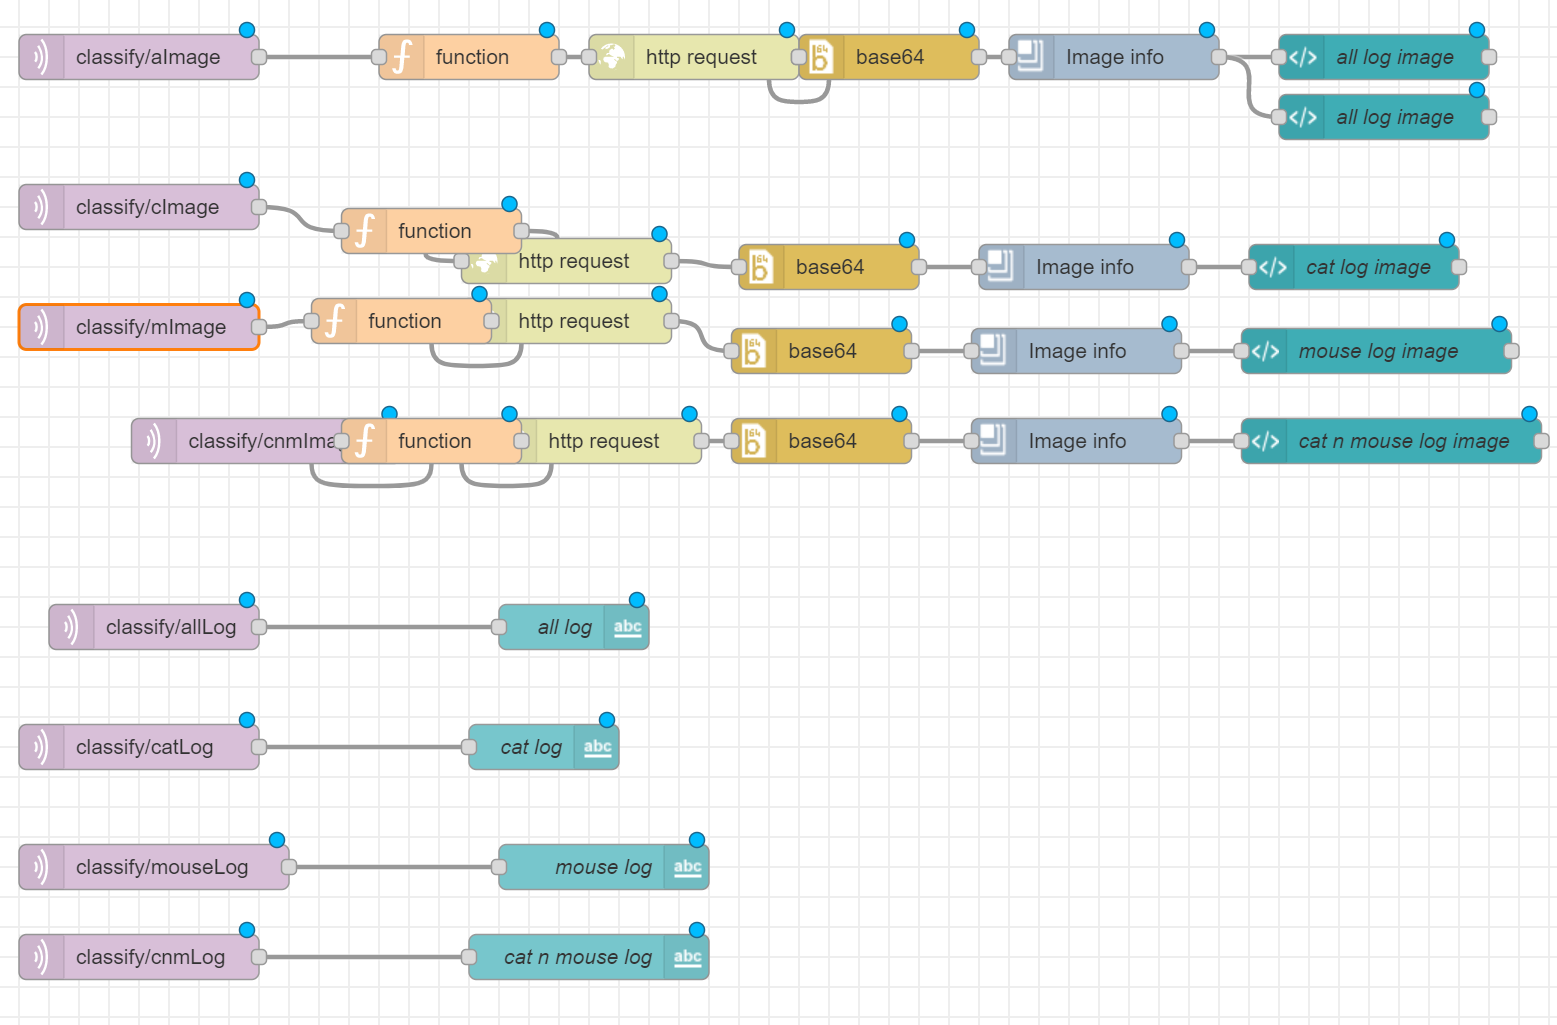 classify/aImage function http request base64 Image info all log image
all log image
classify/cImage
function
http request base64 Image info cat log image
classify/mImage function http request
base64 Image info mouse log image
function http request base64 Image info cat n mouse log image
classify/allLog all log abc
classify/catLog cat log abc
classify/mouseLog mouse log abc
classify/cnmLog cat n mouse log abc